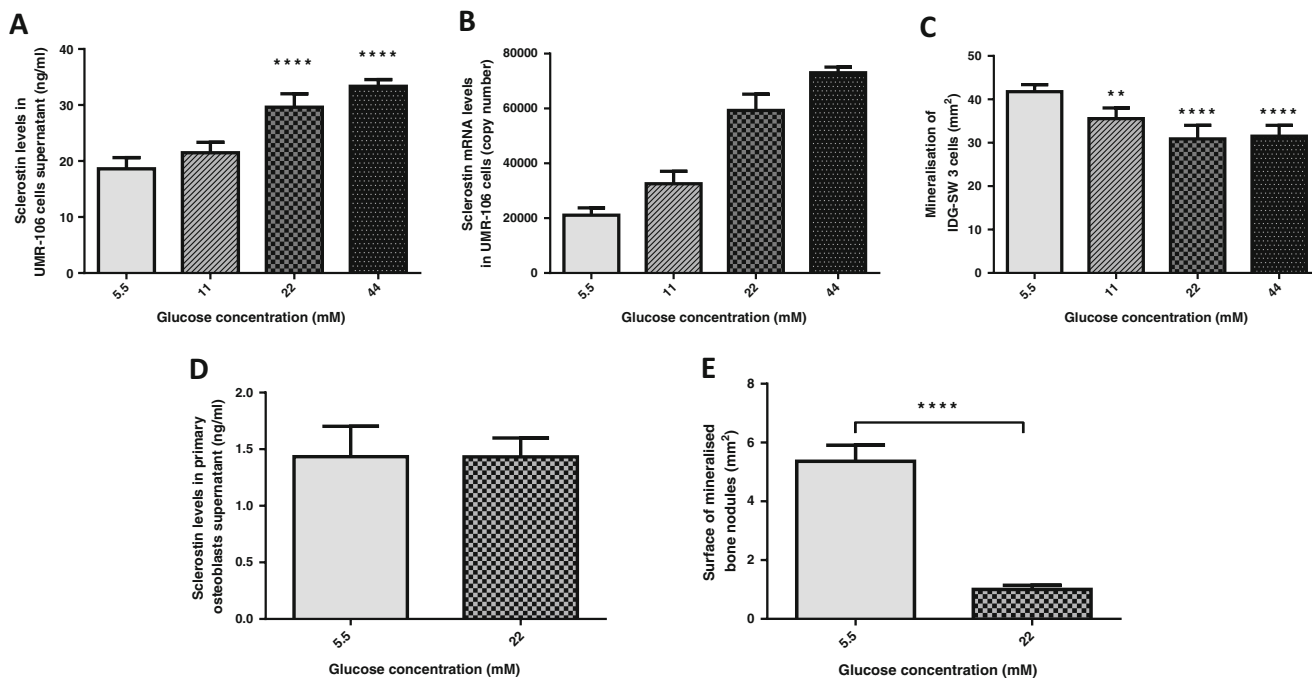 A
Sclerostin levels in
UMR-106 cells supernatant (ng/ml)
40
30
20
10
0
****
****
5.5
11
22
44
Glucose concentration (mM)
B
Sclerostin mRNA levels
in UMR-106 cells (copy number)
80000
60000
40000
20000
0
5.5
11
22
44
Glucose concentration (mM)
C
Mineralisation of
IDG-SW 3 cells (mm²)
50
40
30
20
10
0
**
****
****
5.5
11
22
44
Glucose concentration (mM)
D
Sclerostin levels in primary
osteoblasts supernatant (ng/ml)
2.0
1.5
1.0
0.5
0.0
5.5
22
Glucose concentration (mM)
E
Surface of mineralised
bone nodules (mm²)
8
6
4
2
0
****
5.5
22
Glucose concentration (mM)